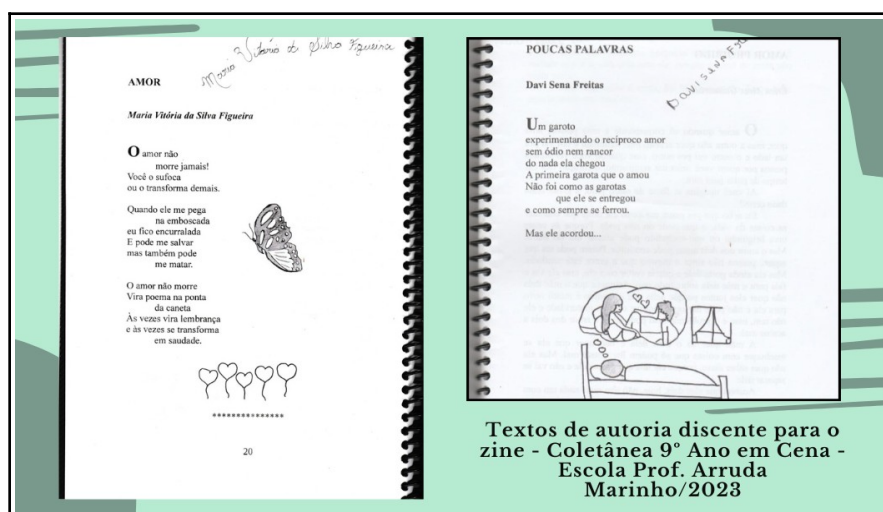 Maria Vitória da Silva Figueira
AMOR
Maria Vitória da Silva Figueira
O amor não
morre jamais!
Você o sufoca
ou o transforma demais.
Quando ele me pega
na emboscada
eu fico encurralada
E pode me salvar
mas também pode
me matar.
O amor não morre
Vira poema na ponta
da caneta
Às vezes vira lembrança
e às vezes se transforma
em saudade.
***************
20
POUCAS PALAVRAS
Davi Sena Freitas
Um garoto
experimentando o recíproco amor
sem ódio nem rancor
do nada ela chegou
A primeira garota que o amou
Não foi como as garotas
que ele se entregou
e como sempre se ferrou.
Mas ele acordou...
Textos de autoria discente para o
zine - Coletânea 9º Ano em Cena -
Escola Prof. Arruda
Marinho/2023